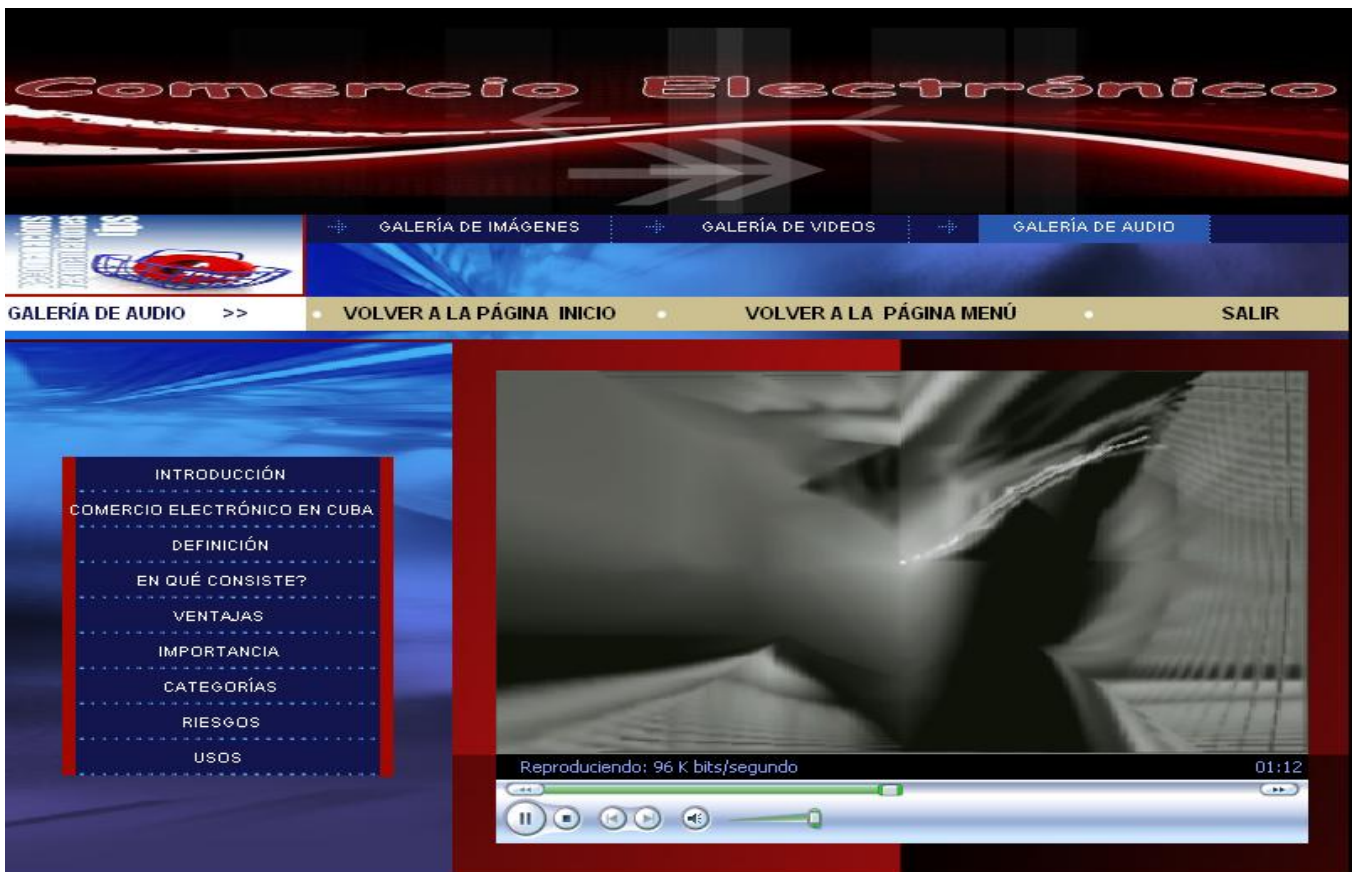 Comercio Electrónico
GALERÍA DE IMÁGENES GALERÍA DE VIDEOS GALERÍA DE AUDIO
GALERÍA DE AUDIO >> VOLVER A LA PÁGINA INICIO VOLVER A LA PÁGINA MENÚ SALIR
INTRODUCCIÓN
COMERCIO ELECTRÓNICO EN CUBA
DEFINICIÓN
EN QUÉ CONSISTE?
VENTAJAS
IMPORTANCIA
CATEGORÍAS
RIESGOS
USOS
Reproduciendo: 96 K bits/segundo 01:12